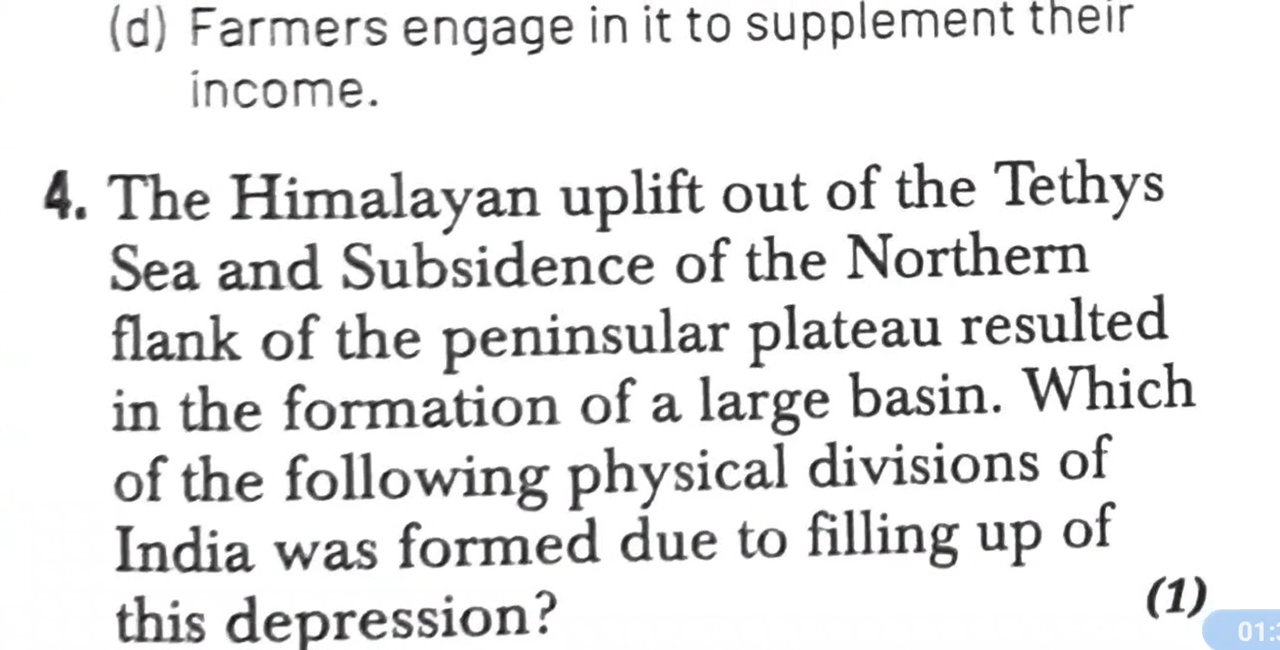 (d) Farmers engage in it to supplement their
income.
4. The Himalayan uplift out of the Tethys
Sea and Subsidence of the Northern
flank of the peninsular plateau resulted
in the formation of a large basin. Which
of the following physical divisions of
India was formed due to filling up of
this depression?
(1)